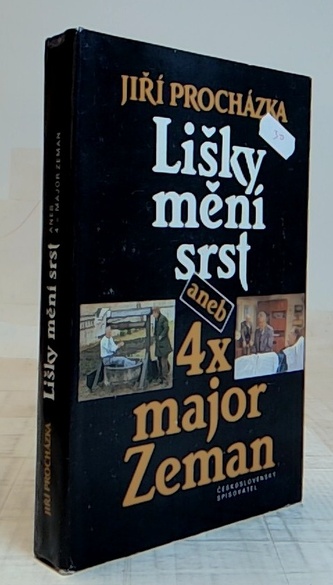 JIŘÍ PROCHÁZKA
Lišky
mění
srst
aneb
4x
major
Zeman
ČESKOSLOVENSKÝ
SPISOVATEL
JIŘÍ PROCHÁZKA Lišky mění srst ANEB
4× MAJOR ZEMAN